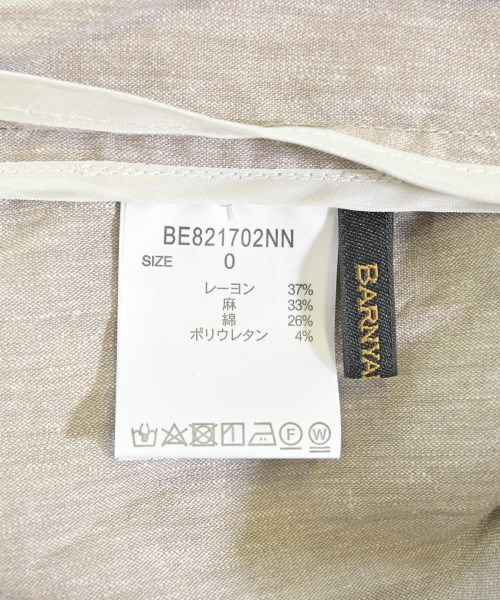 BE821702NN
SIZE 0
レーヨン 37%
麻 33%
綿 26%
ポリウレタン 4%
F W
BARNYA